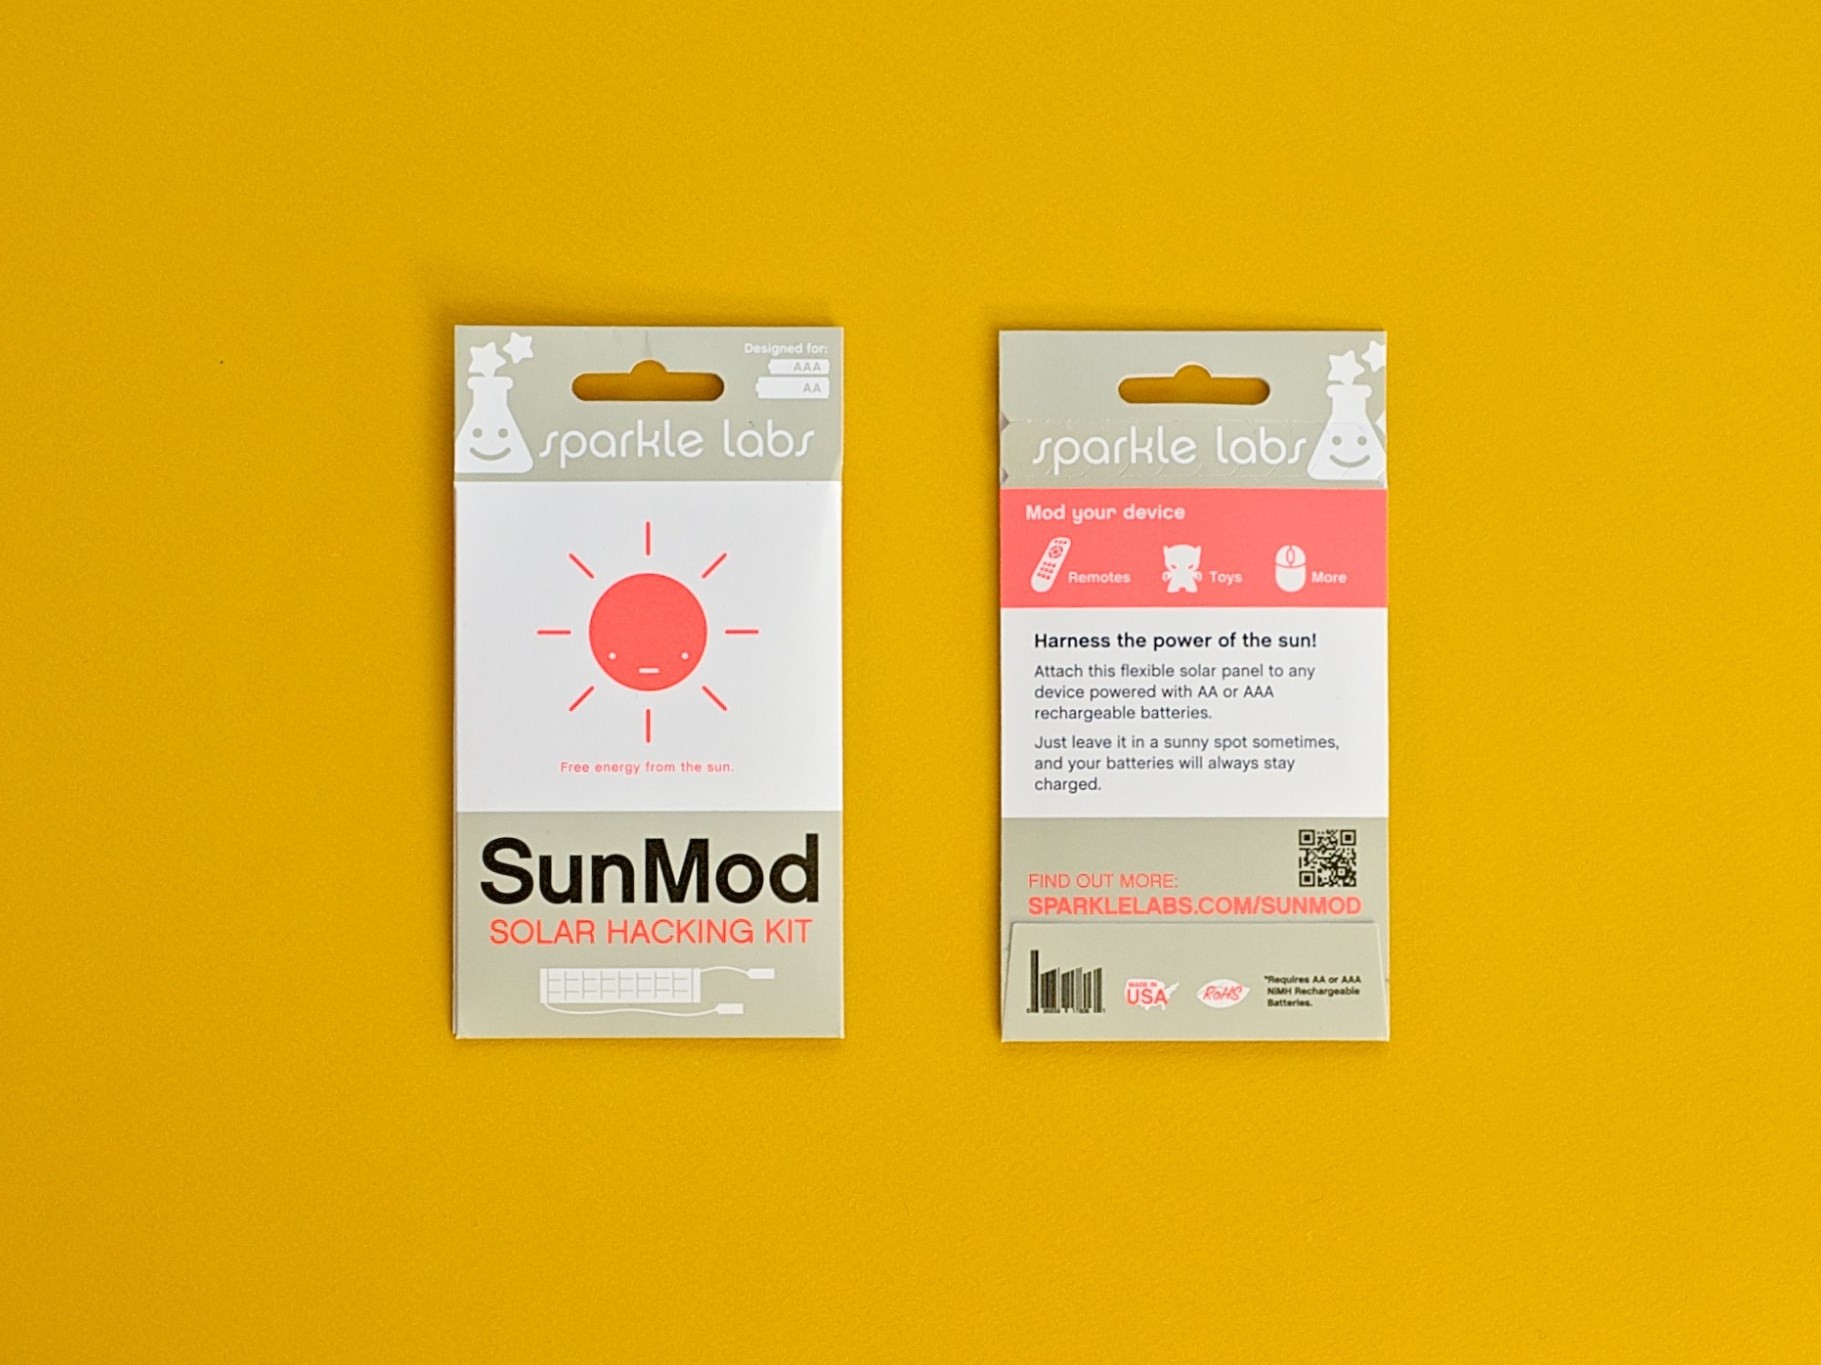 Designed for:
AAA
AA
sparkle labs
Free energy from the sun.
SunMod
SOLAR HACKING KIT
sparkle labs
Mod your device
Remotes
Toys
More
Harness the power of the sun!
Attach this flexible solar panel to any
device powered with AA or AAA
rechargeable batteries.
Just leave it in a sunny spot sometimes,
and your batteries will always stay
charged.
FIND OUT MORE:
SPARKLELABS.COM/SUNMOD
MADE IN
USA
RoHS
*Requires AA or AAA
NiMH Rechargeable
Batteries.